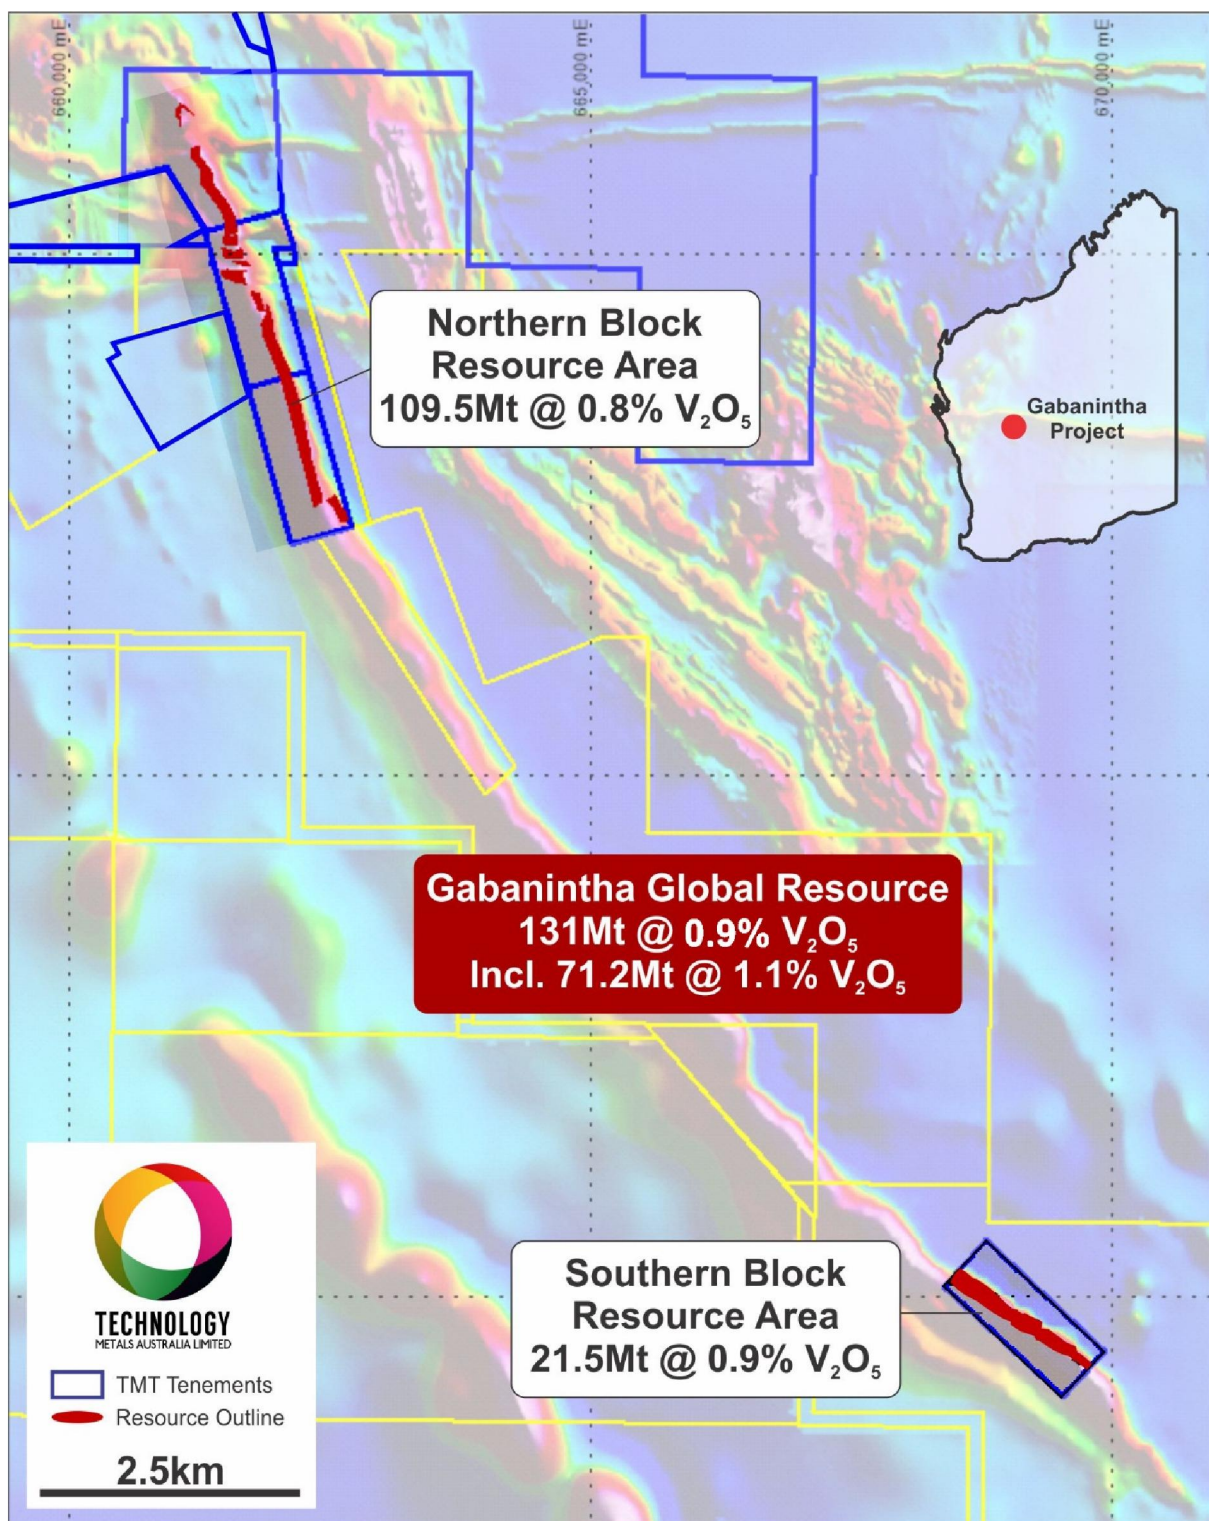 660,000 mE
665,000 mE
670,000 mE
Northern Block
Resource Area
109.5Mt @ 0.8% V₂O₅
Gabanintha
Project
Gabanintha Global Resource
131Mt @ 0.9% V₂O₅
Incl. 71.2Mt @ 1.1% V₂O₅
Southern Block
Resource Area
21.5Mt @ 0.9% V₂O₅
TECHNOLOGY
METALS AUSTRALIA LIMITED
TMT Tenements
Resource Outline
2.5km